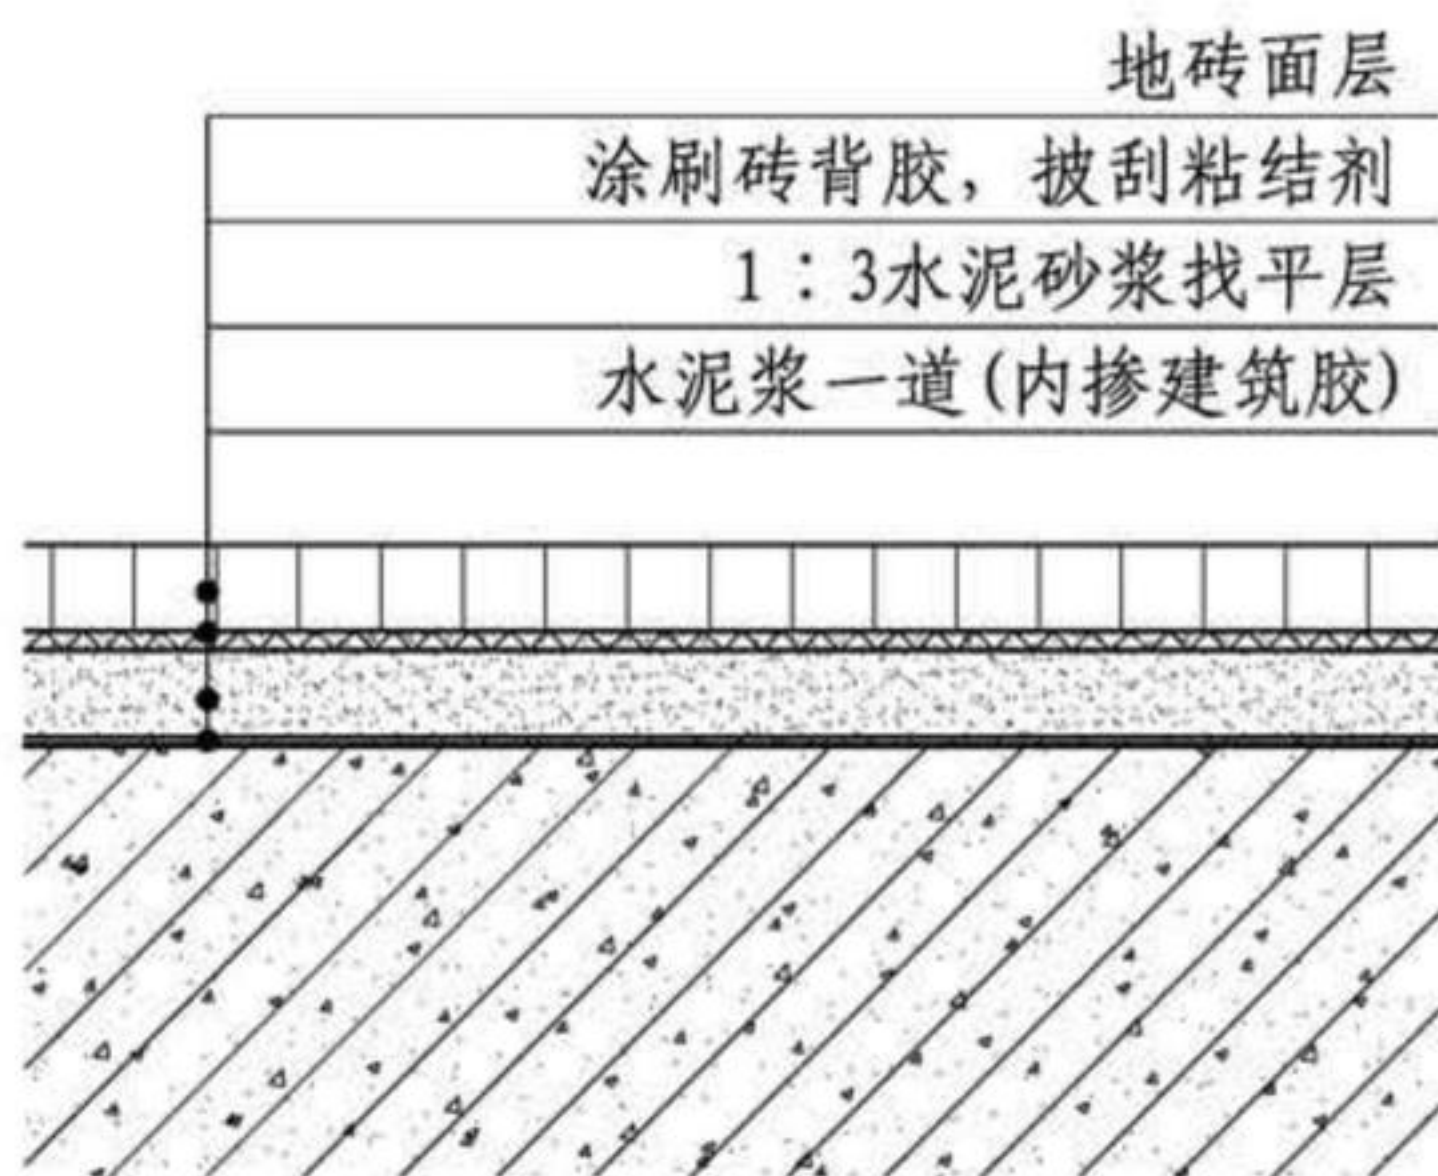 地砖面层
涂刷砖背胶，披刮粘结剂
1：3水泥砂浆找平层
水泥浆一道(内掺建筑胶)